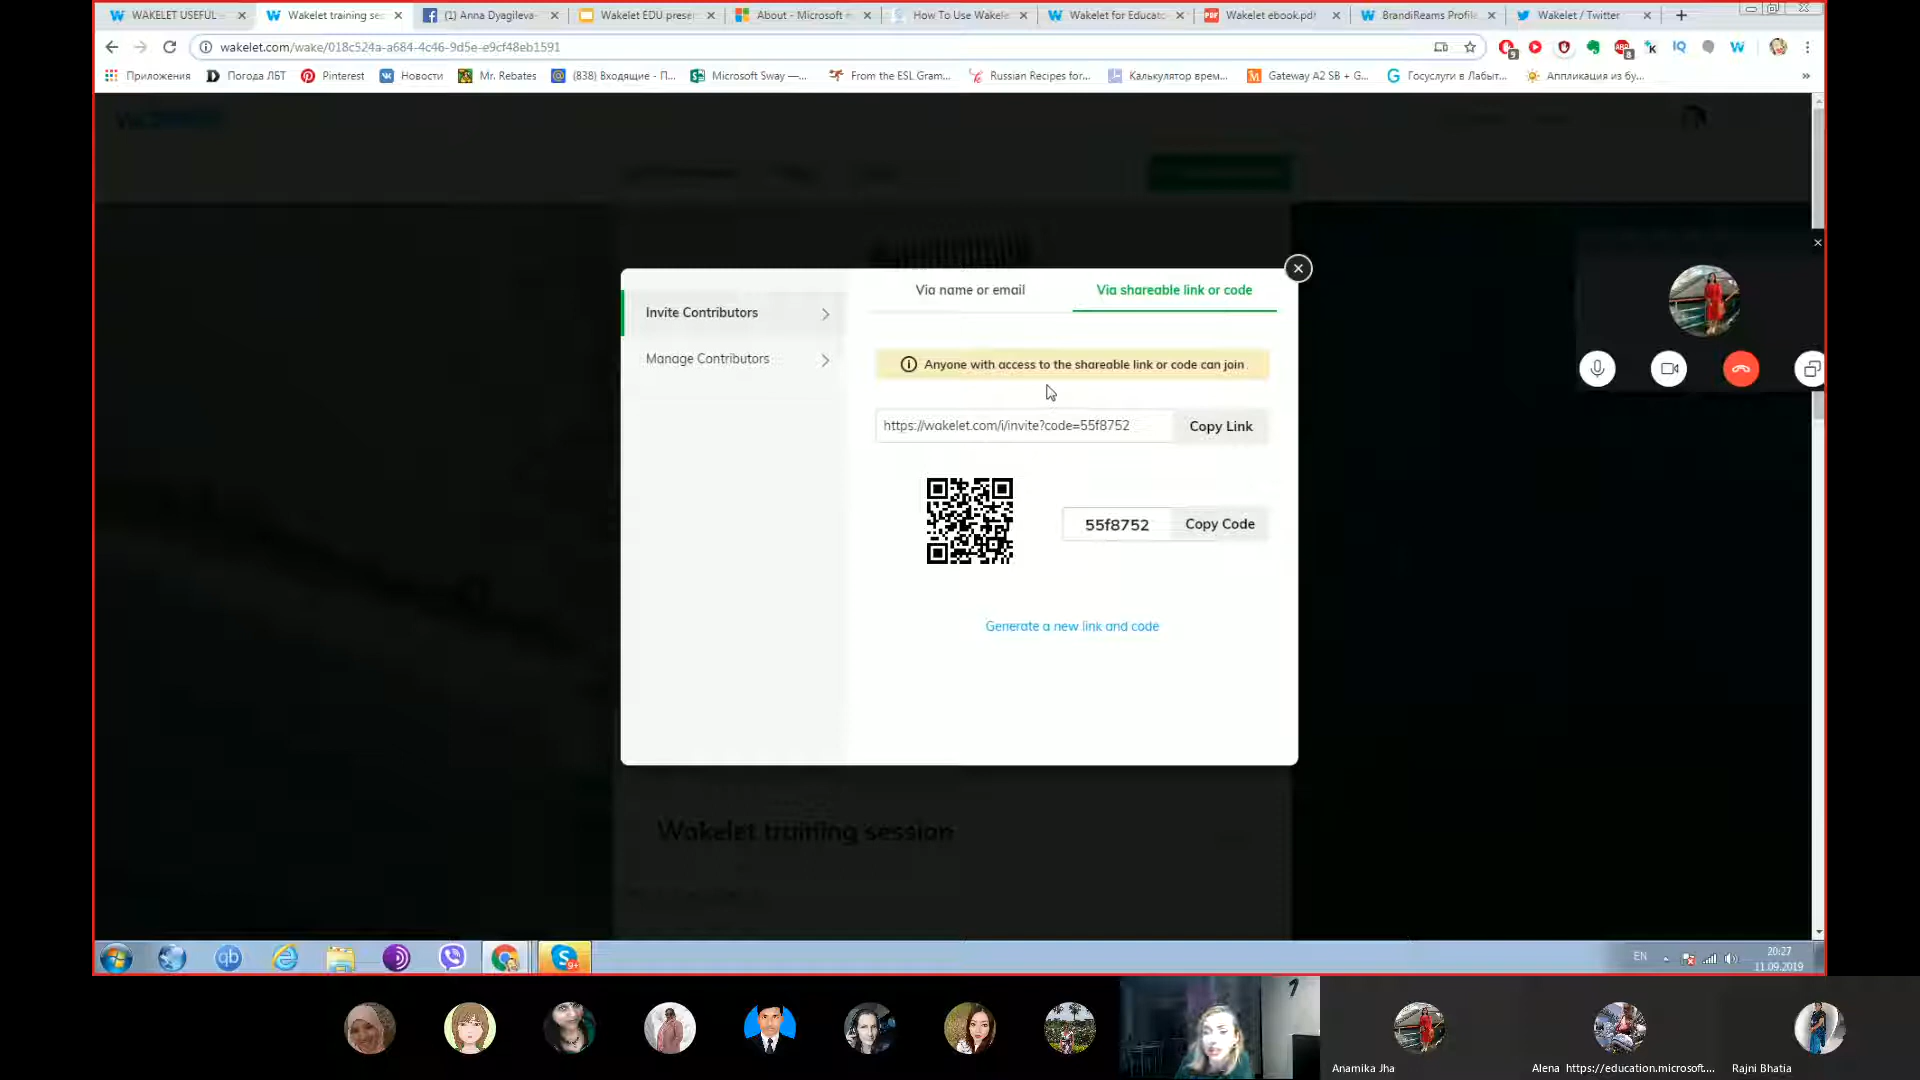 WAKELET USEFUL
Wakelet training ses
(1) Anna Dyagileva-
Wakelet EDU prese
About - Microsoft
How To Use Wakel
Wakelet for Educat
Wakelet ebook.pdf
BrandiReams Profile
Wakelet / Twitter
wakelet.com/wake/018c524a-a684-4c46-9d5e-e9cf48eb1591
Приложения
Погода ЛБТ
Pinterest
Новости
Mr. Rebates
(838) Входящие - П...
Microsoft Sway —...
From the ESL Gram...
Russian Recipes for...
Калькулятор врем...
Gateway A2 SB + G...
Госуслуги в Лабыт...
Аппликация из бу...
Invite Contributors
Manage Contributors
Via name or email
Via shareable link or code
Anyone with access to the shareable link or code can join
https://wakelet.com/i/invite?code=55f8752
Copy Link
55f8752
Copy Code
Generate a new link and code
Wakelet training session
EN
20:27
11.09.2019
Anamika Jha
Alena https://education.microsoft....
Rajni Bhatia